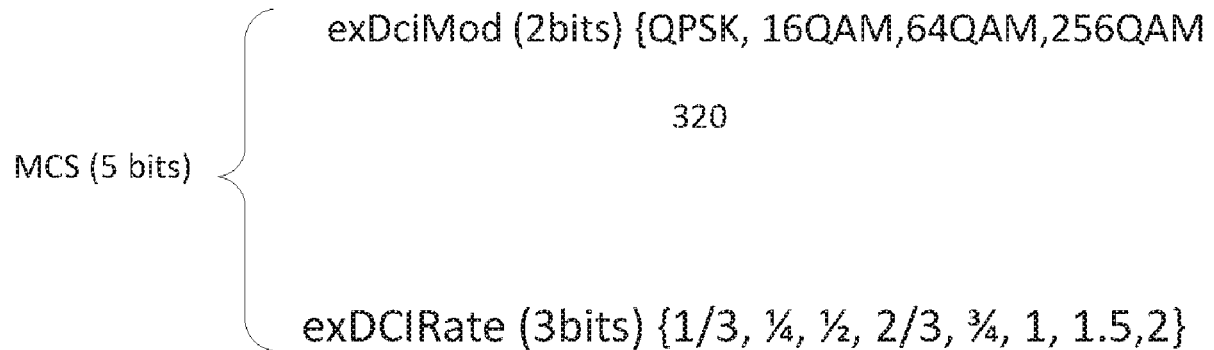 exDciMod (2bits) {QPSK, 16QAM,64QAM,256QAM
320
MCS (5 bits)
exDCIRate (3bits) {1/3, ¼, ½, 2/3, ¾, 1, 1.5,2}